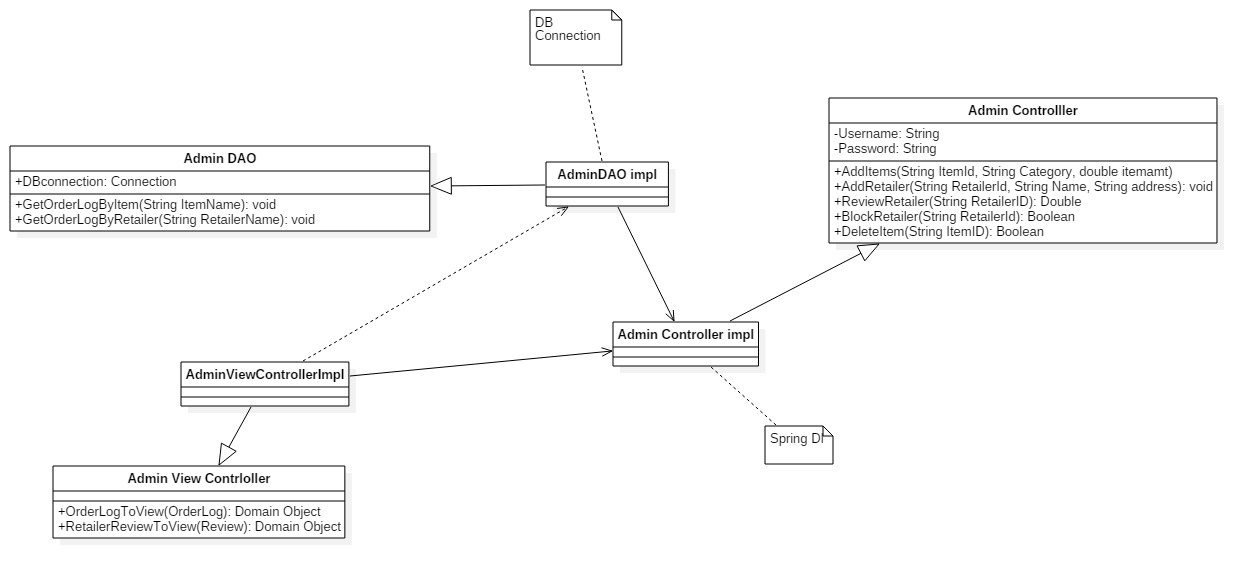 DB
Connection
Admin Controlller
-Username: String
-Password: String
+AddItems(String ItemId, String Category, double itemamt)
+AddRetailer(String RetailerId, String Name, String address): void
+ReviewRetailer(String RetailerID): Double
+BlockRetailer(String RetailerId): Boolean
+DeleteItem(String ItemID): Boolean
Admin DAO
+DBconnection: Connection
+GetOrderLogByItem(String ItemName): void
+GetOrderLogByRetailer(String RetailerName): void
AdminDAO impl
Admin Controller impl
AdminViewControllerImpl
Spring DI
Admin View Contrloller
+OrderLogToView(OrderLog): Domain Object
+RetailerReviewToView(Review): Domain Object